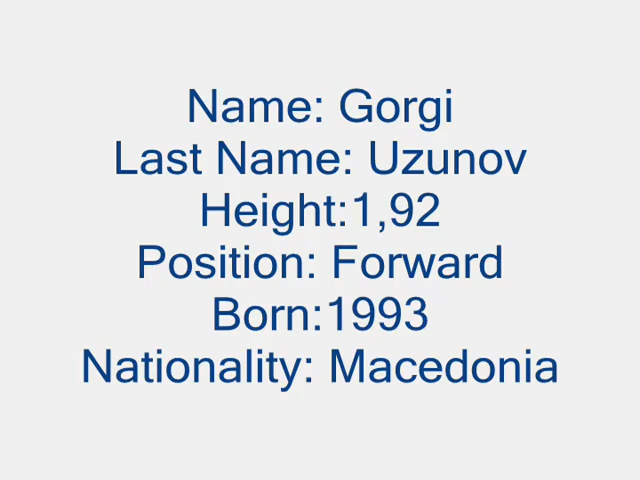 Name: Gorgi
Last Name: Uzunov
Height:1,92
Position: Forward
Born:1993
Nationality: Macedonia